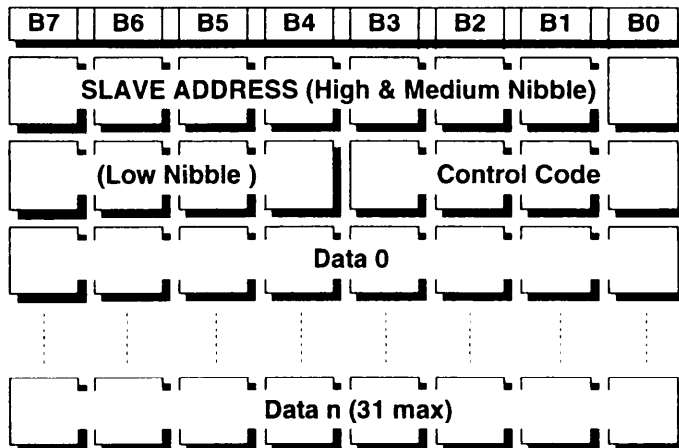 B7 B6 B5 B4 B3 B2 B1 B0
SLAVE ADDRESS (High & Medium Nibble)
(Low Nibble ) Control Code
Data 0
Data n (31 max)